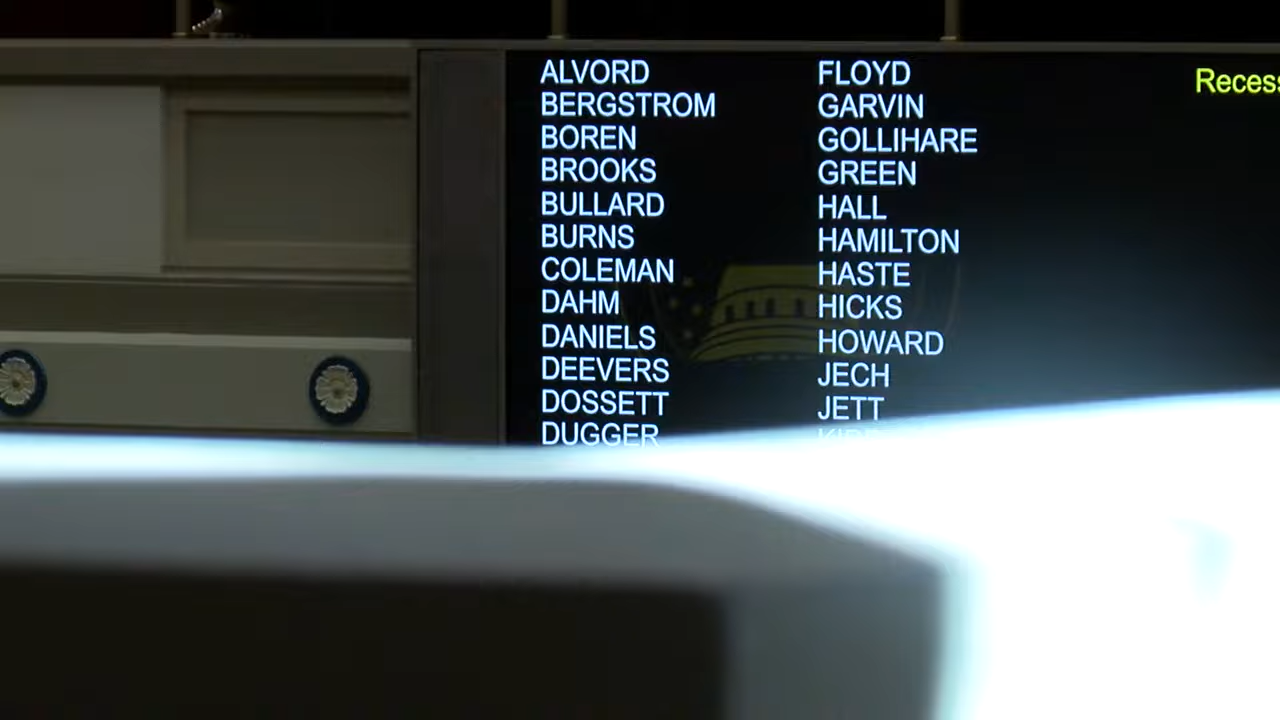 ALVORD
BERGSTROM
BOREN
BROOKS
BULLARD
BURNS
COLEMAN
DAHM
DANIELS
DEEVERS
DOSSETT
DUGGER
FLOYD
GARVIN
GOLLIHARE
GREEN
HALL
HAMILTON
HASTE
HICKS
HOWARD
JECH
JETT